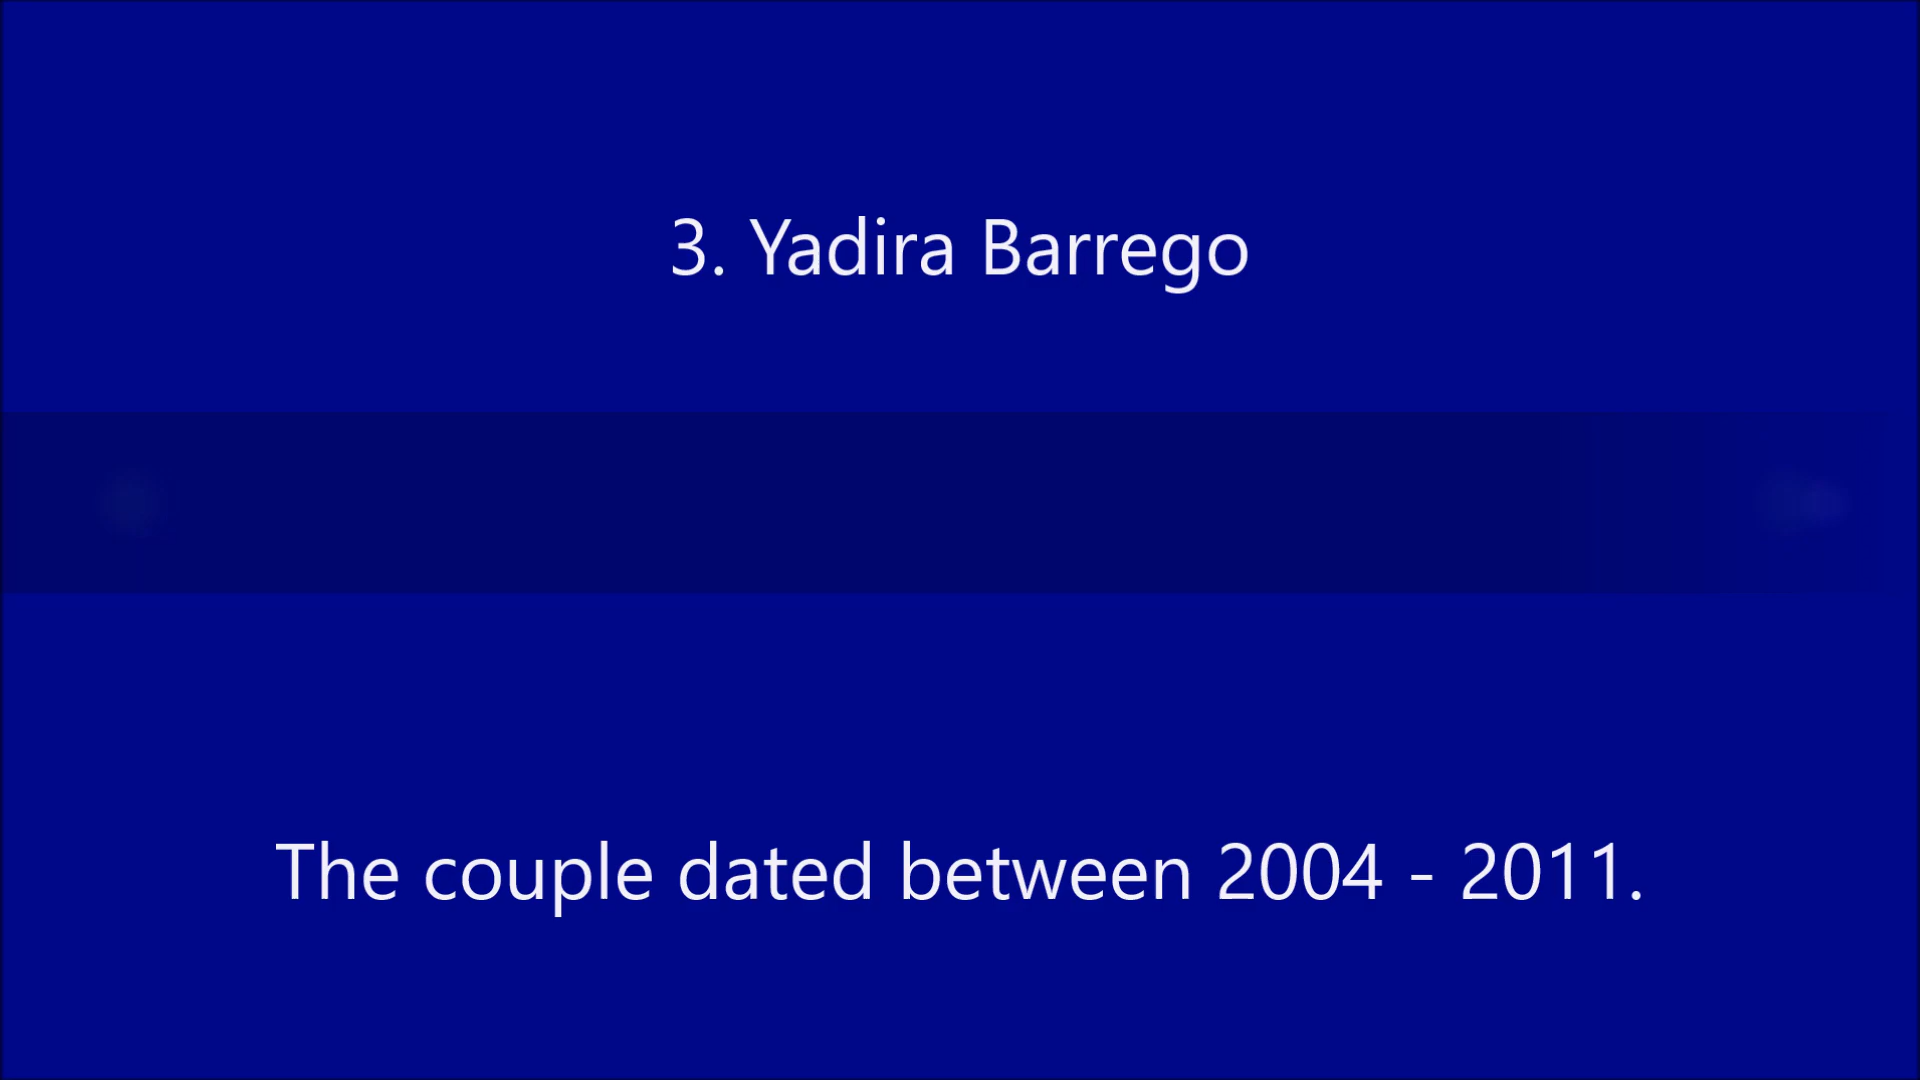 3. Yadira Barrego
The couple dated between 2004 - 2011.